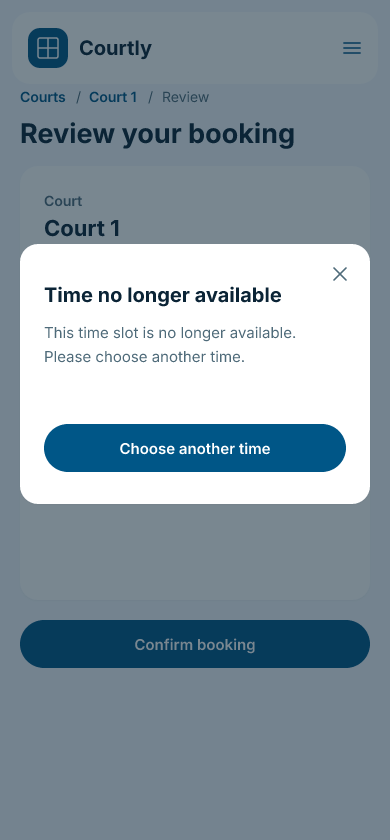 Courtly
Courts / Court 1 / Review
Review your booking
Court
Court 1
Time no longer available
This time slot is no longer available.
Please choose another time.
Choose another time
Confirm booking